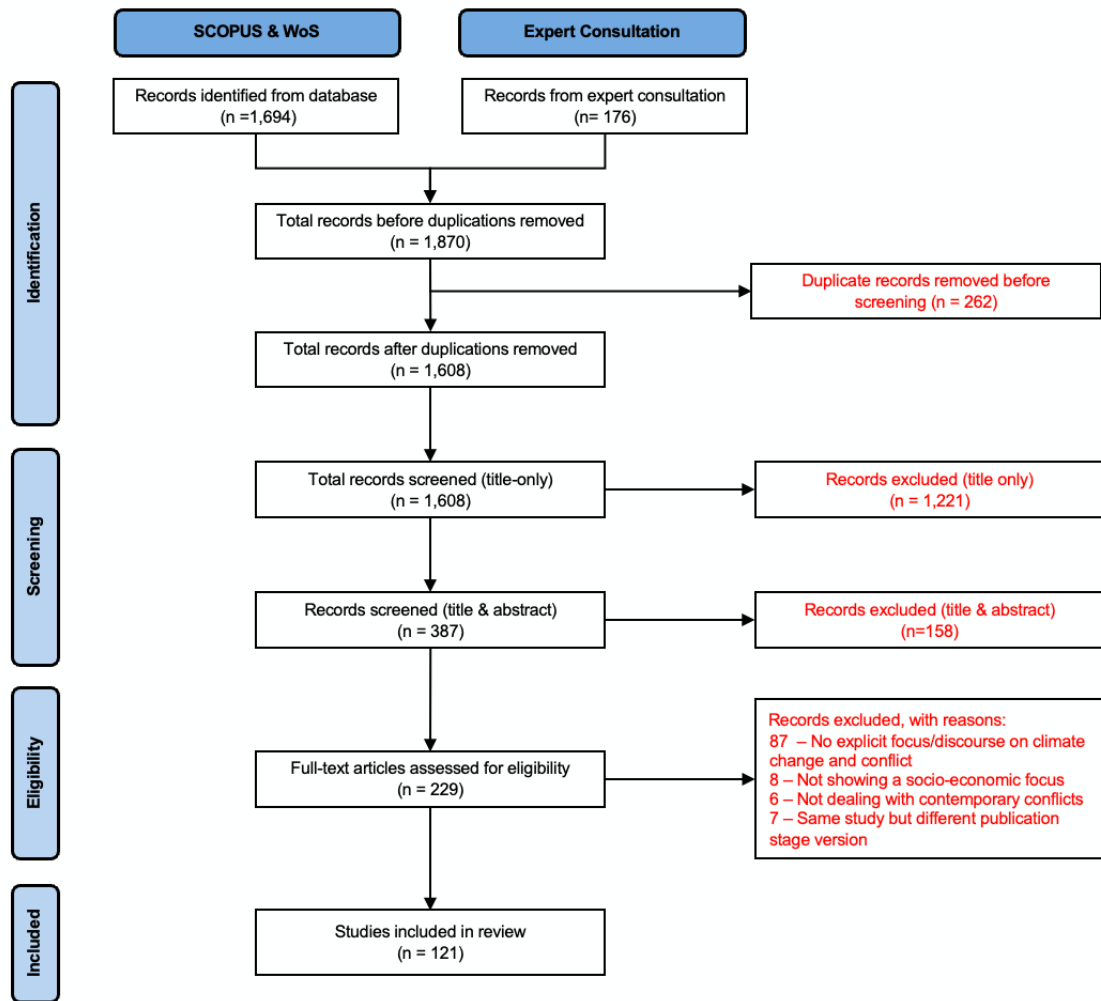 SCOPUS & WoS
Expert Consultation
Identification
Records identified from database
(n =1,694)
Records from expert consultation
(n= 176)
Total records before duplications removed
(n = 1,870)
Duplicate records removed before
screening (n = 262)
Total records after duplications removed
(n = 1,608)
Screening
Total records screened (title-only)
(n = 1,608)
Records excluded (title only)
(n = 1,221)
Records screened (title & abstract)
(n = 387)
Records excluded (title & abstract)
(n=158)
Eligibility
Full-text articles assessed for eligibility
(n = 229)
Records excluded, with reasons:
87 – No explicit focus/discourse on climate
change and conflict
8 – Not showing a socio-economic focus
6 – Not dealing with contemporary conflicts
7 – Same study but different publication
stage version
Included
Studies included in review
(n = 121)